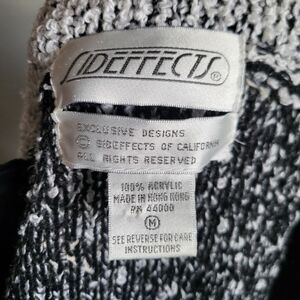 SIDEFFECTS®
EXCLUSIVE DESIGNS
© SIDEFFECTS OF CALIFORNIA
ALL RIGHTS RESERVED
100% ACRYLIC
MADE IN HONG KONG
RN 44000
M
SEE REVERSE FOR CARE
INSTRUCTIONS